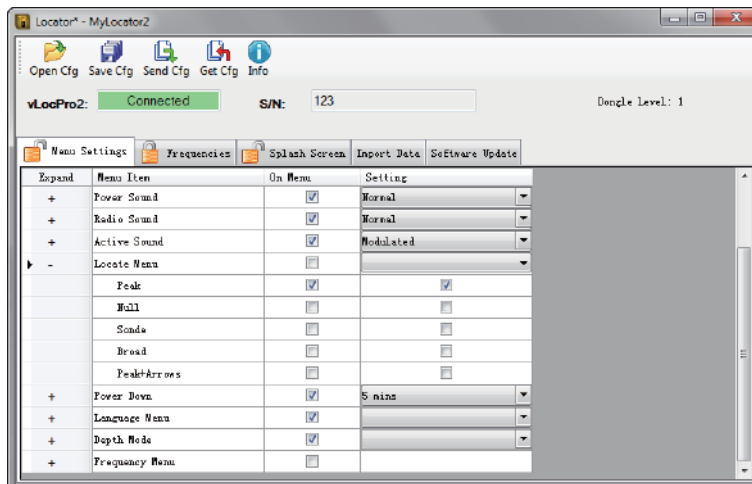 Locator* - MyLocator2
Open Cfg Save Cfg Send Cfg Get Cfg Info
vLocPro2: Connected S/N: 123 Dongle Level: 1
Menu Settings Frequencies Splash Screen Import Data Software Update
Expand Menu Item On Menu Setting
+ Power Sound Normal
+ Radio Sound Normal
+ Active Sound Modulated
- Locate Menu
Peak
Null
Sonde
Broad
Peak+Arrows
+ Power Down 5 mins
+ Language Menu
+ Depth Mode
+ Frequency Menu